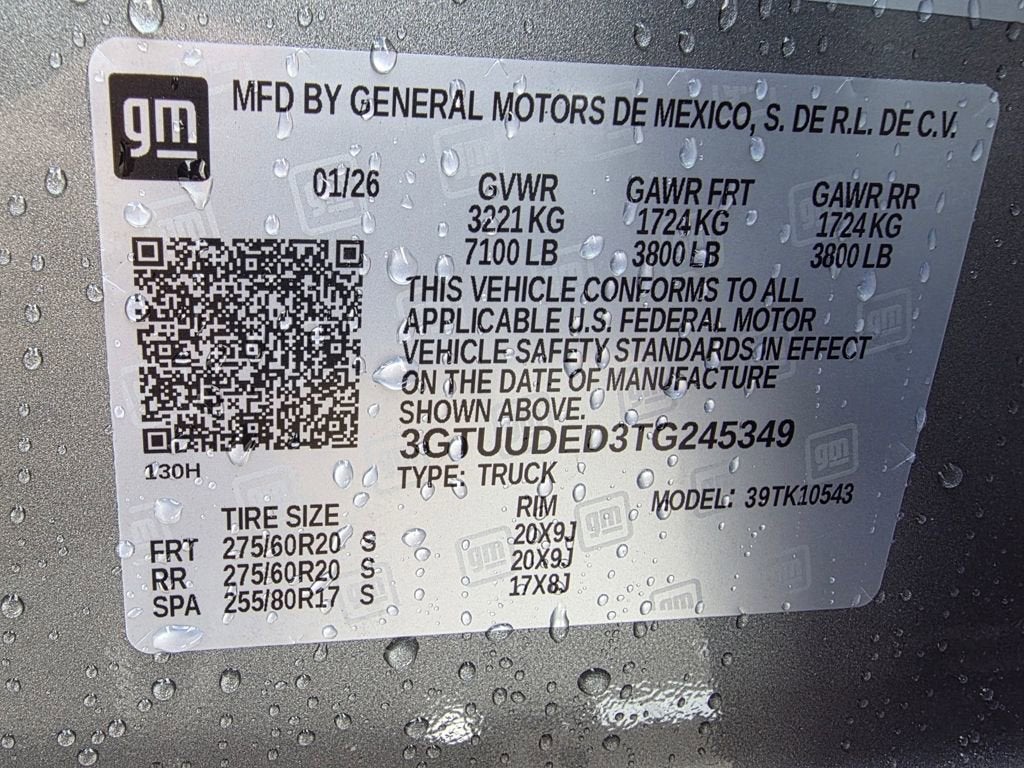 gm
MFD BY GENERAL MOTORS DE MEXICO, S. DE R.L. DE C.V.
01/26 GVWR GAWR FRT GAWR RR
3221 KG 1724 KG 1724 KG
7100 LB 3800 LB 3800 LB
THIS VEHICLE CONFORMS TO ALL
APPLICABLE U.S. FEDERAL MOTOR
VEHICLE SAFETY STANDARDS IN EFFECT
ON THE DATE OF MANUFACTURE
SHOWN ABOVE.
3GTUUDED3TG245349
130H
TYPE: TRUCK
MODEL: 39TK10543
TIRE SIZE RIM
FRT 275/60R20 S 20X9J
RR 275/60R20 S 20X9J
SPA 255/80R17 S 17X8J